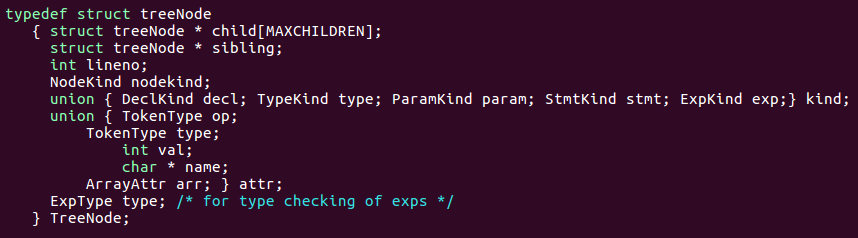 typedef struct treeNode
   { struct treeNode * child[MAXCHILDREN];
     struct treeNode * sibling;
     int lineno;
     NodeKind nodekind;
     union { DeclKind decl; TypeKind type; ParamKind param; StmtKind stmt; ExpKind exp;} kind;
     union { TokenType op;
         TokenType type;
             int val;
             char * name;
         ArrayAttr arr; } attr;
     ExpType type; /* for type checking of exps */
   } TreeNode;